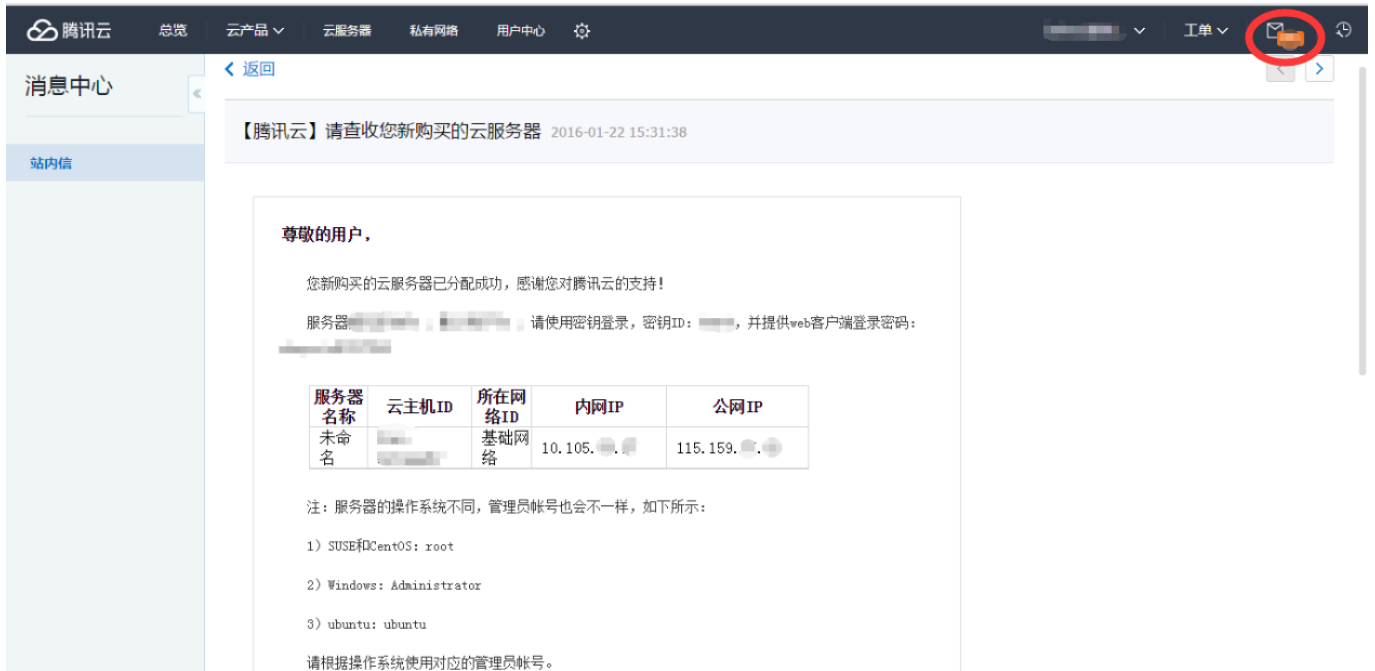 腾讯云 总览 云产品 云服务器 私有网络 用户中心 工单
消息中心
返回
【腾讯云】请查收您新购买的云服务器 2016-01-22 15:31:38
站内信
尊敬的用户，
您新购买的云服务器已分配成功，感谢您对腾讯云的支持！
服务器 请使用密钥登录，密钥ID： ，并提供web客户端登录密码：
服务器名称 云主机ID 所在网络ID 内网IP 公网IP
未命名 基础网络 10.105. . 115.159. .
注：服务器的操作系统不同，管理员帐号也会不一样，如下所示：
1）SUSE和CentOS：root
2）Windows：Administrator
3）ubuntu：ubuntu
请根据操作系统使用对应的管理员帐号。